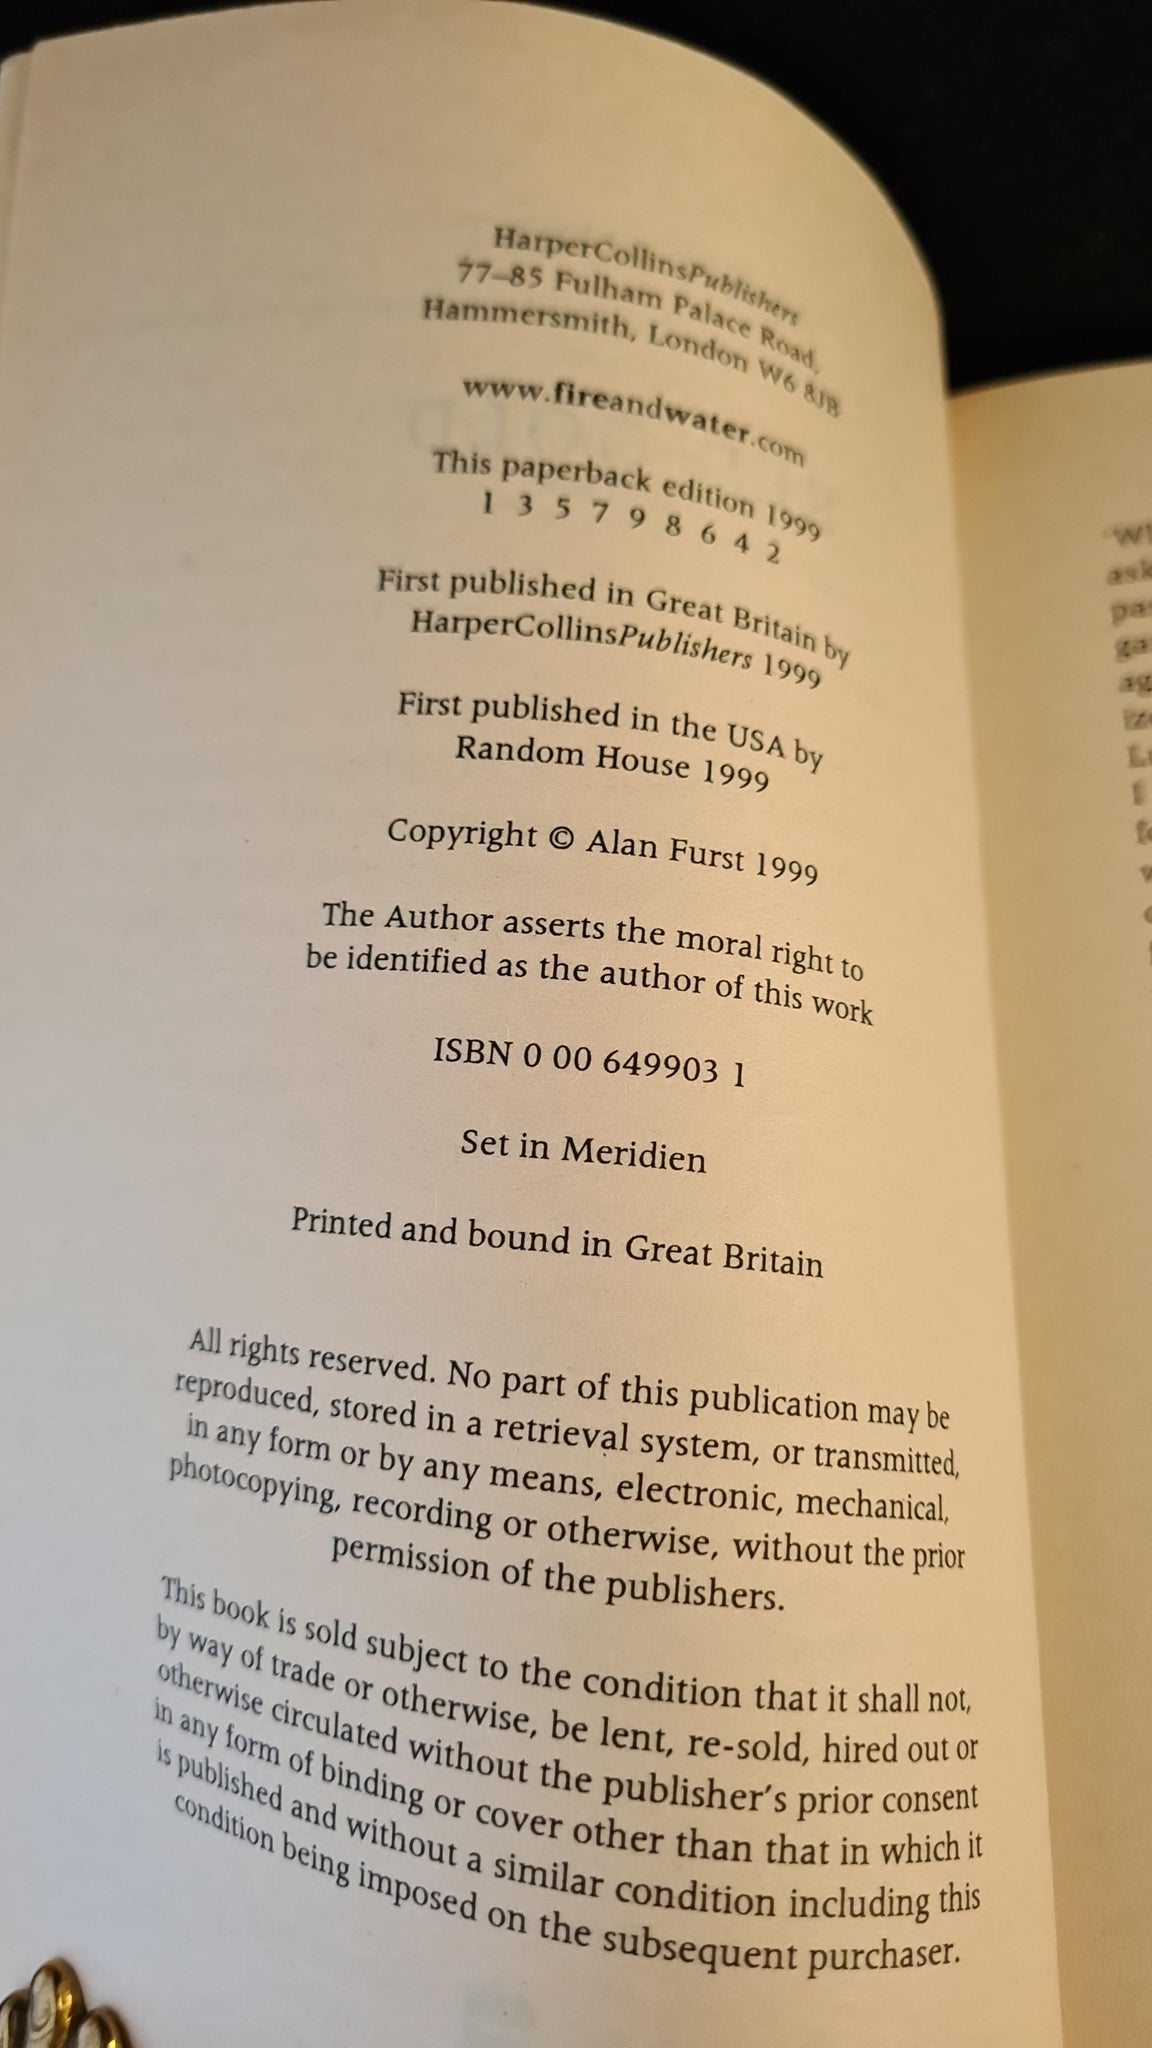 HarperCollinsPublishers
77–85 Fulham Palace Road,
Hammersmith, London W6 8JB
www.fireandwater.com
This paperback edition 1999
1 3 5 7 9 8 6 4 2
First published in Great Britain by
HarperCollinsPublishers 1999
First published in the USA by
Random House 1999
Copyright © Alan Furst 1999
The Author asserts the moral right to
be identified as the author of this work
ISBN 0 00 649903 1
Set in Meridien
Printed and bound in Great Britain
All rights reserved. No part of this publication may be
reproduced, stored in a retrieval system, or transmitted,
in any form or by any means, electronic, mechanical,
photocopying, recording or otherwise, without the prior
permission of the publishers.
This book is sold subject to the condition that it shall not,
by way of trade or otherwise, be lent, re-sold, hired out or
otherwise circulated without the publisher's prior consent
in any form of binding or cover other than that in which it
is published and without a similar condition including this
condition being imposed on the subsequent purchaser.